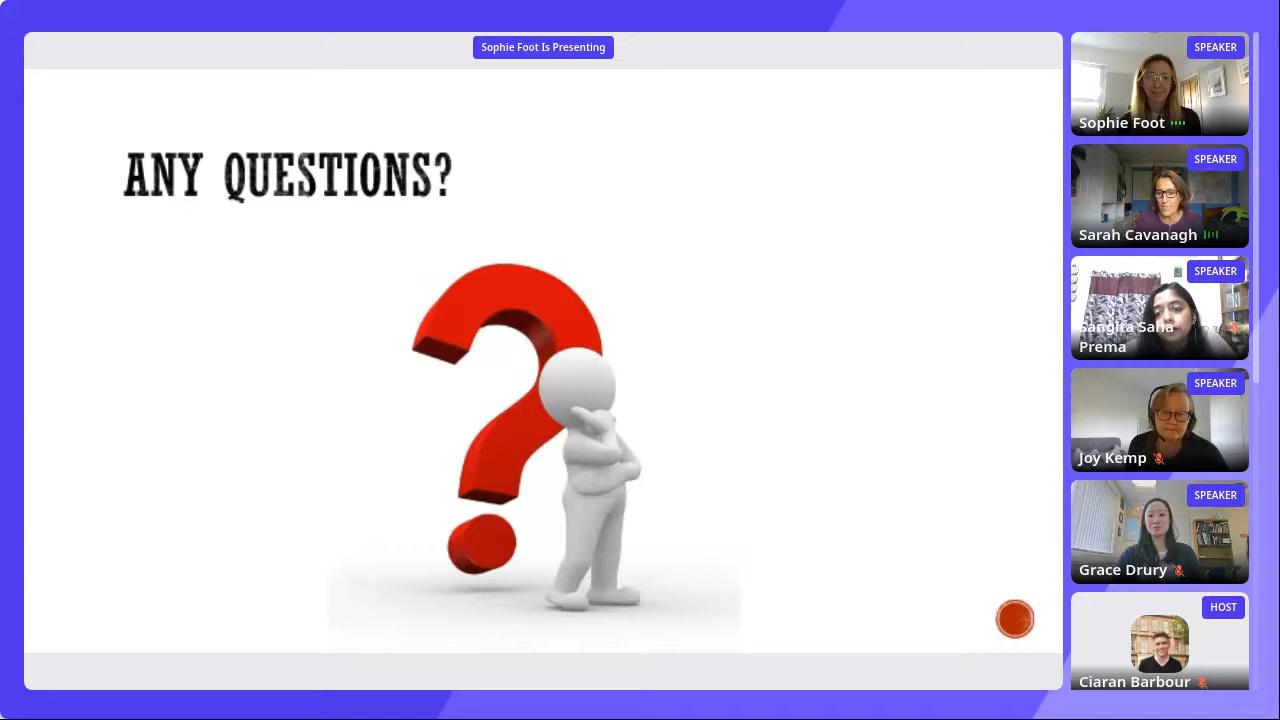 Sophie Foot Is Presenting
ANY QUESTIONS?
SPEAKER
Sophie Foot
SPEAKER
Sarah Cavanagh
SPEAKER
Sangita Saha
Prema
SPEAKER
Joy Kemp
SPEAKER
Grace Drury
HOST
Ciaran Barbour